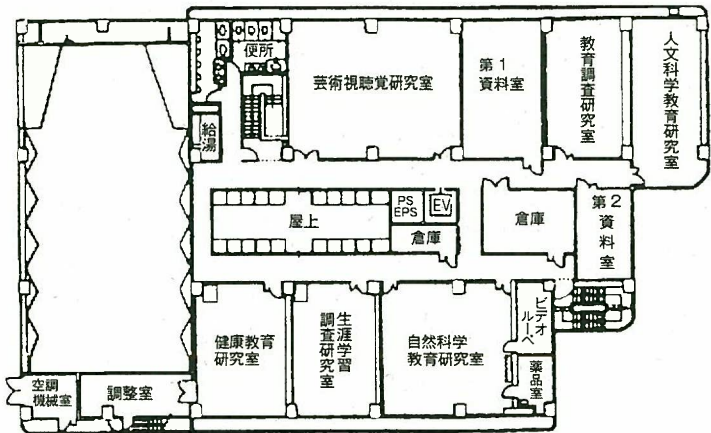 便所
芸術視聴覚研究室
第1
資料室
教育調査研究室
人文科学教育研究室
給湯
PS
EPS
EV
屋上
倉庫
倉庫
第2
資料室
健康教育
研究室
生涯学習
調査研究室
自然科学
教育研究室
ビデオ
ルーペ
薬品室
空調
機械室
調整室